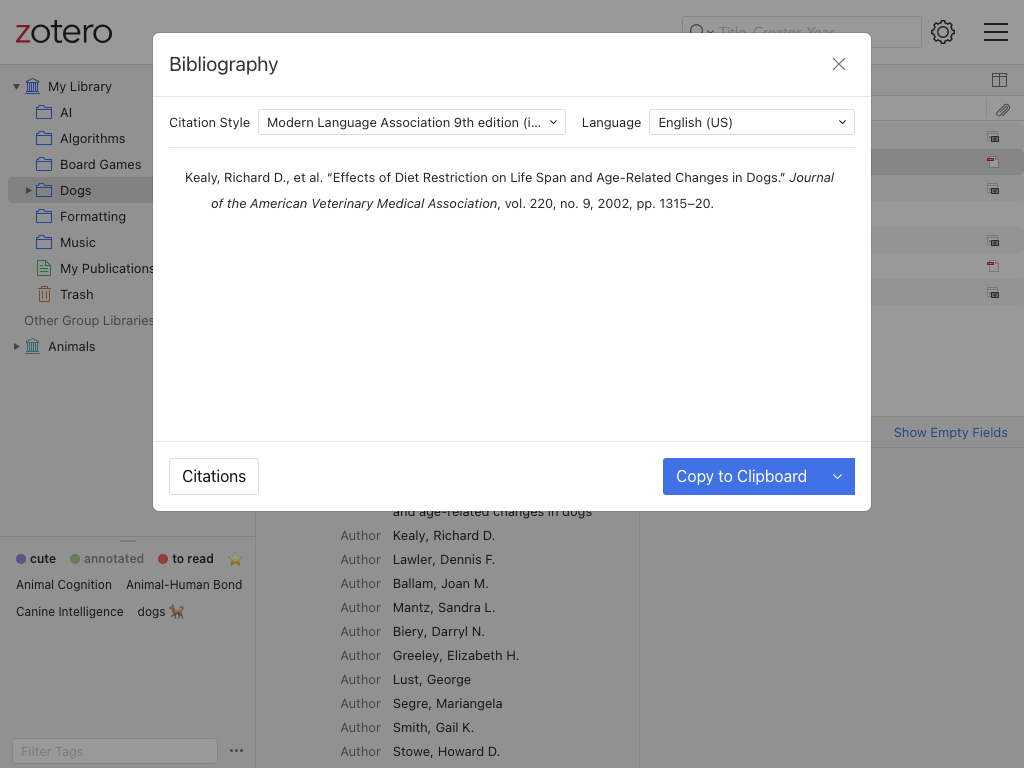 zotero
Title, Creator, Year
Bibliography
Citation Style
Modern Language Association 9th edition (i...
Language
English (US)
Kealy, Richard D., et al. “Effects of Diet Restriction on Life Span and Age-Related Changes in Dogs.” Journal
of the American Veterinary Medical Association, vol. 220, no. 9, 2002, pp. 1315–20.
Citations
Copy to Clipboard
My Library
AI
Algorithms
Board Games
Dogs
Formatting
Music
My Publications
Trash
Other Group Libraries
Animals
Show Empty Fields
cute annotated to read
Animal Cognition Animal-Human Bond
Canine Intelligence dogs 🐕
Filter Tags
and age-related changes in dogs
Author Kealy, Richard D.
Author Lawler, Dennis F.
Author Ballam, Joan M.
Author Mantz, Sandra L.
Author Biery, Darryl N.
Author Greeley, Elizabeth H.
Author Lust, George
Author Segre, Mariangela
Author Smith, Gail K.
Author Stowe, Howard D.